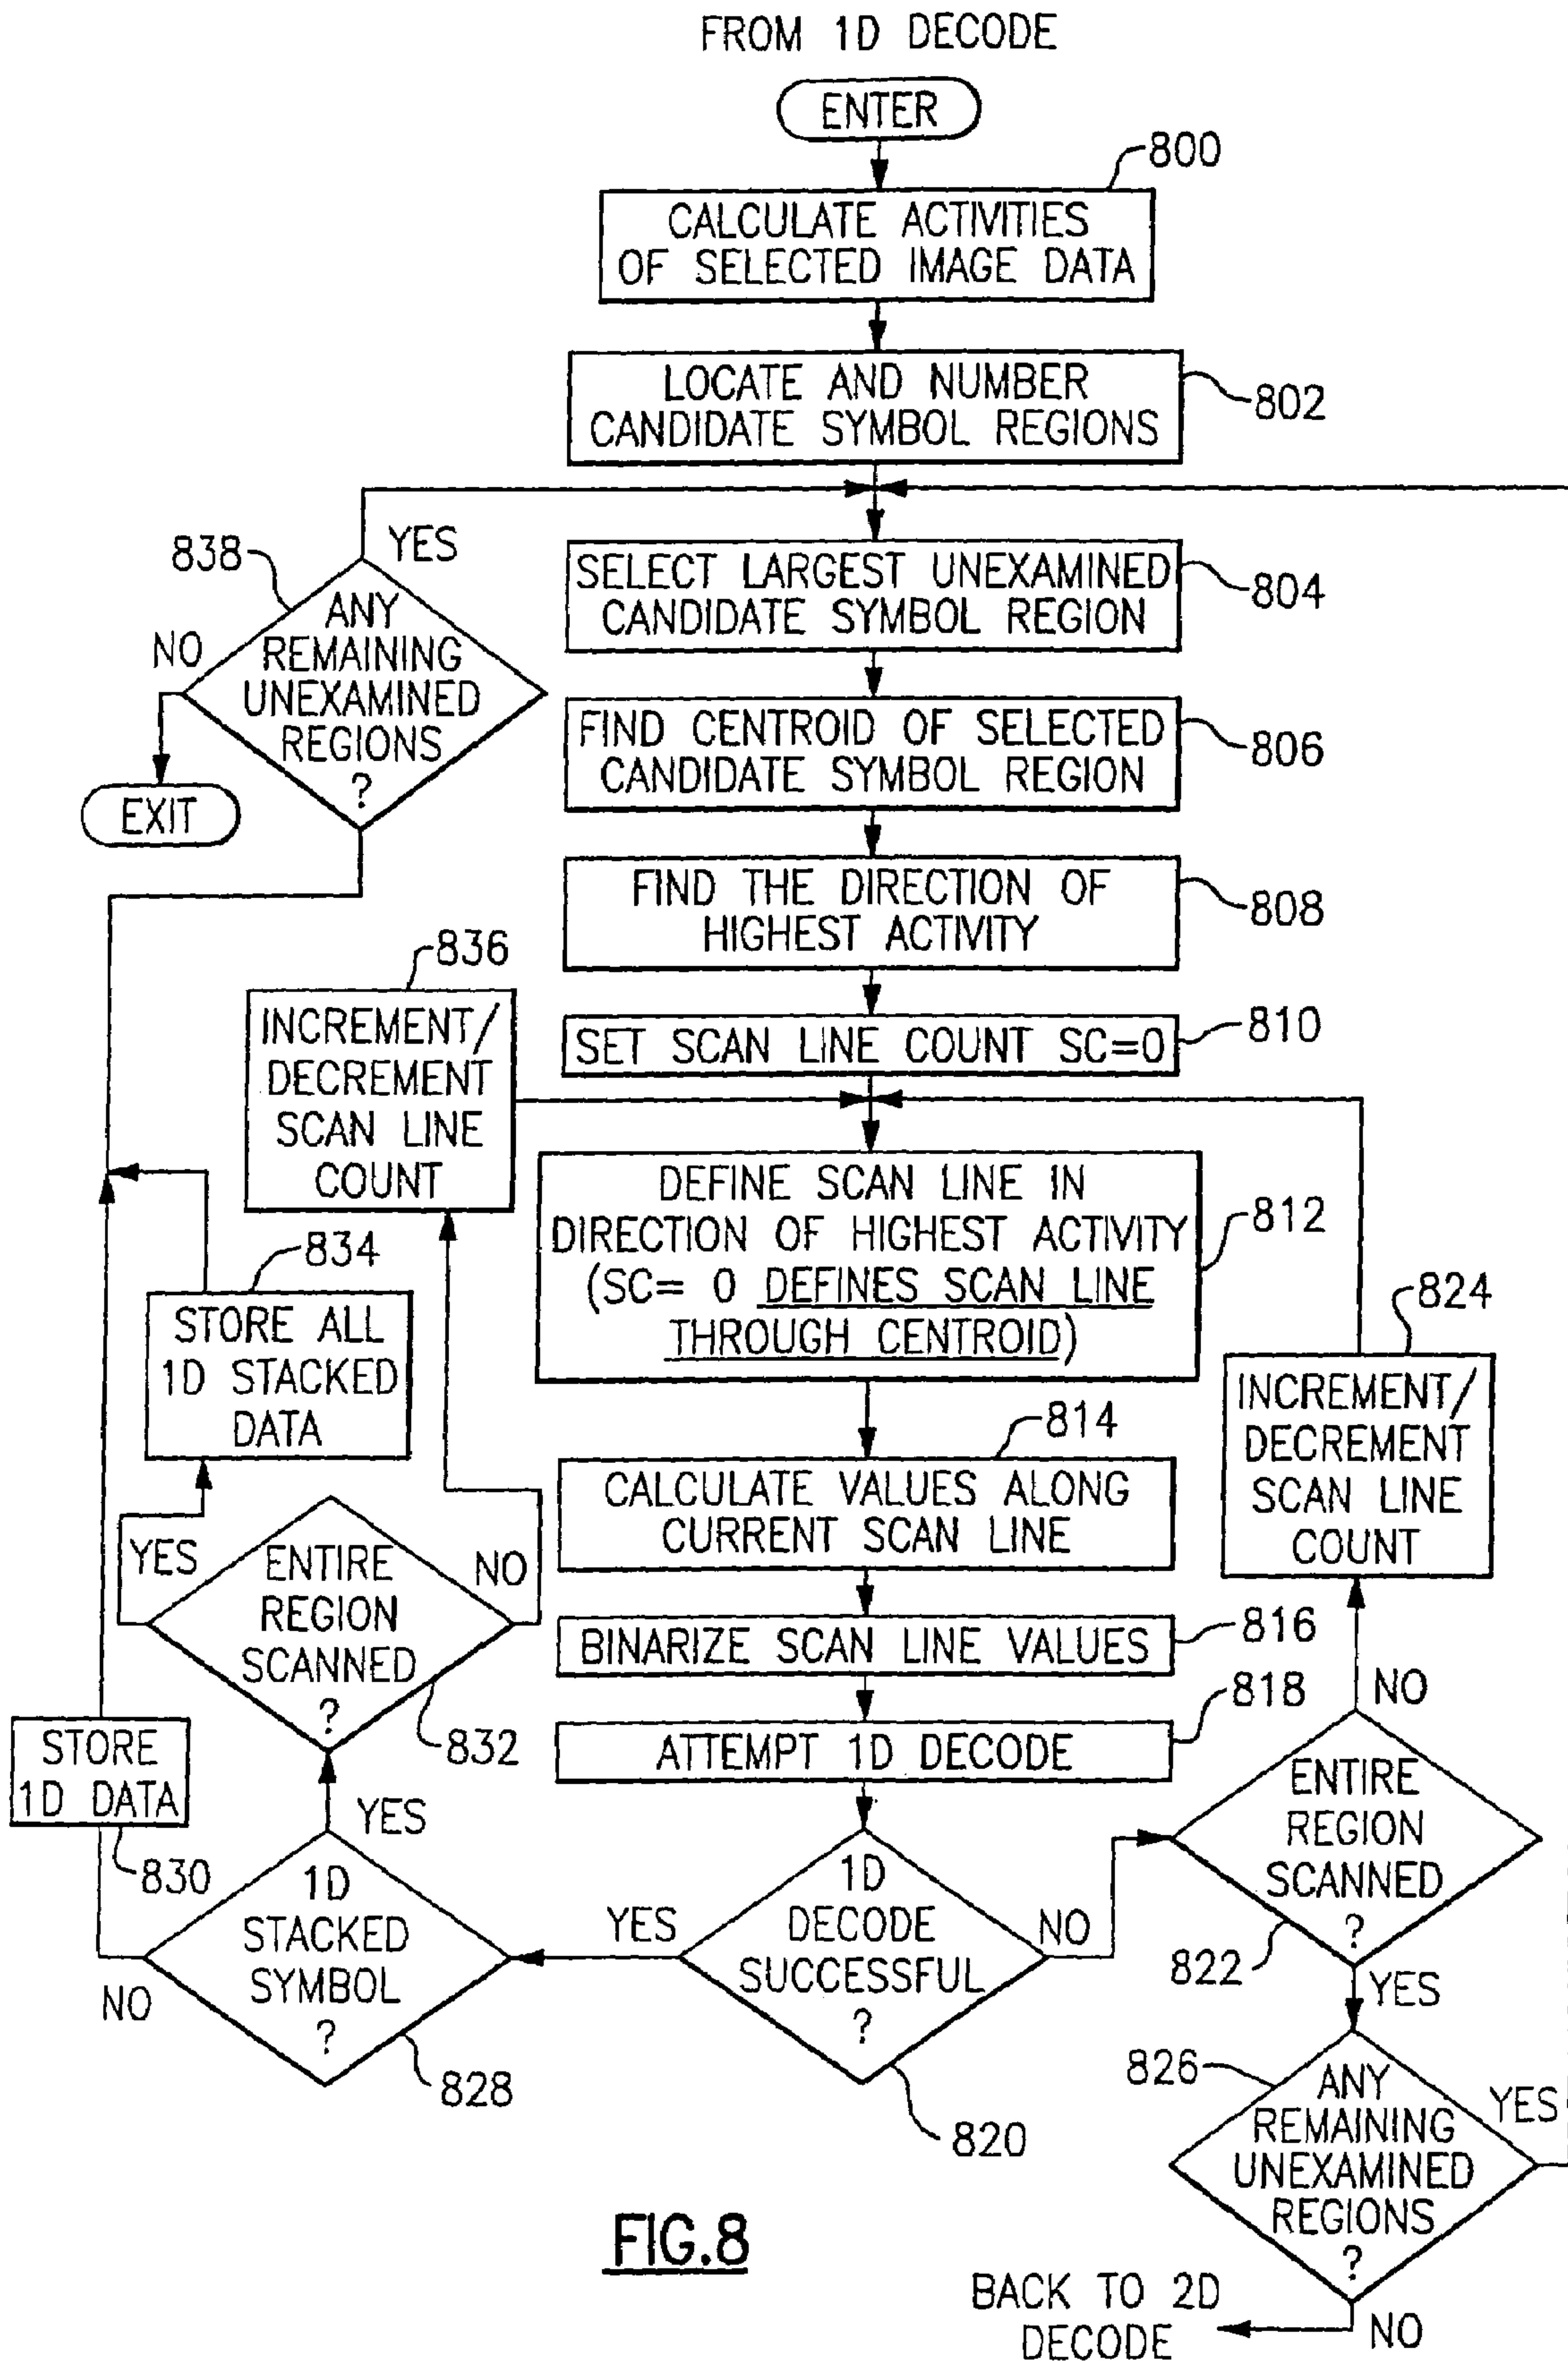 FROM 1D DECODE
ENTER
800
CALCULATE ACTIVITIES
OF SELECTED IMAGE DATA
LOCATE AND NUMBER
CANDIDATE SYMBOL REGIONS
802
838
YES
ANY
REMAINING
UNEXAMINED
REGIONS
?
NO
EXIT
SELECT LARGEST UNEXAMINED
CANDIDATE SYMBOL REGION
804
FIND CENTROID OF SELECTED
CANDIDATE SYMBOL REGION
806
FIND THE DIRECTION OF
HIGHEST ACTIVITY
808
836
INCREMENT/
DECREMENT
SCAN LINE
COUNT
SET SCAN LINE COUNT SC=0
810
DEFINE SCAN LINE IN
DIRECTION OF HIGHEST ACTIVITY
(SC= 0 DEFINES SCAN LINE
THROUGH CENTROID)
812
834
STORE ALL
1D STACKED
DATA
824
INCREMENT/
DECREMENT
SCAN LINE
COUNT
814
CALCULATE VALUES ALONG
CURRENT SCAN LINE
YES
ENTIRE
REGION
SCANNED
?
NO
832
BINARIZE SCAN LINE VALUES
816
818
ATTEMPT 1D DECODE
NO
STORE
1D DATA
830
YES
1D
STACKED
SYMBOL
?
NO
828
YES
1D
DECODE
SUCCESSFUL
?
NO
820
ENTIRE
REGION
SCANNED
?
822
YES
826
ANY
REMAINING
UNEXAMINED
REGIONS
?
YES
NO
BACK TO 2D
DECODE
FIG.8